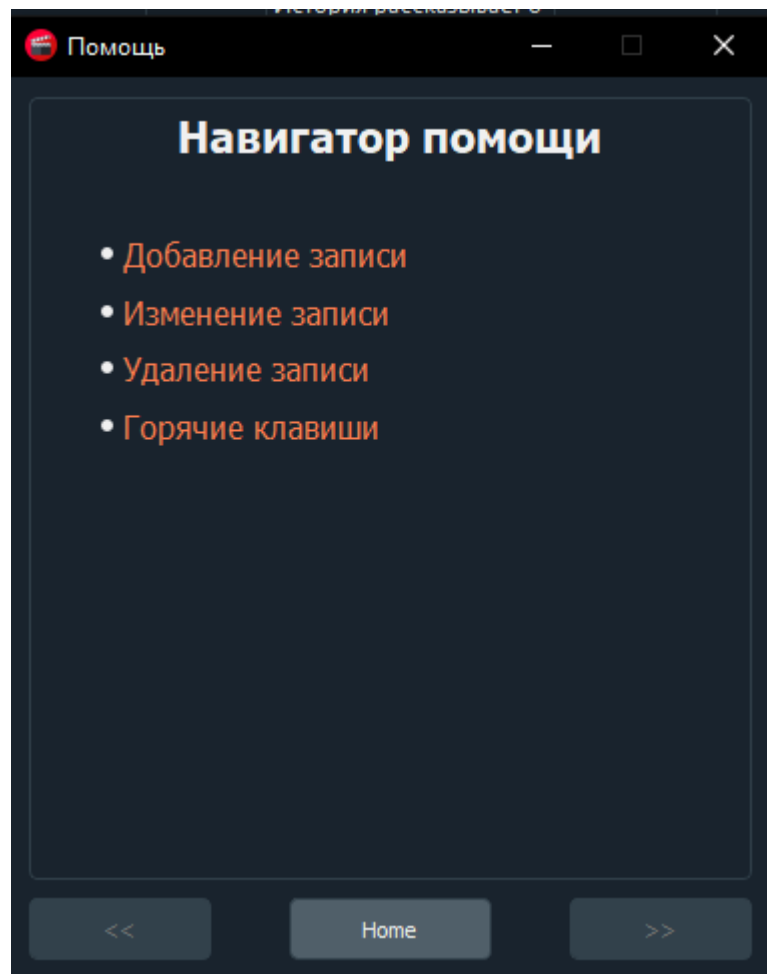 Помощь
Навигатор помощи
• Добавление записи
• Изменение записи
• Удаление записи
• Горячие клавиши
<<
Home
>>